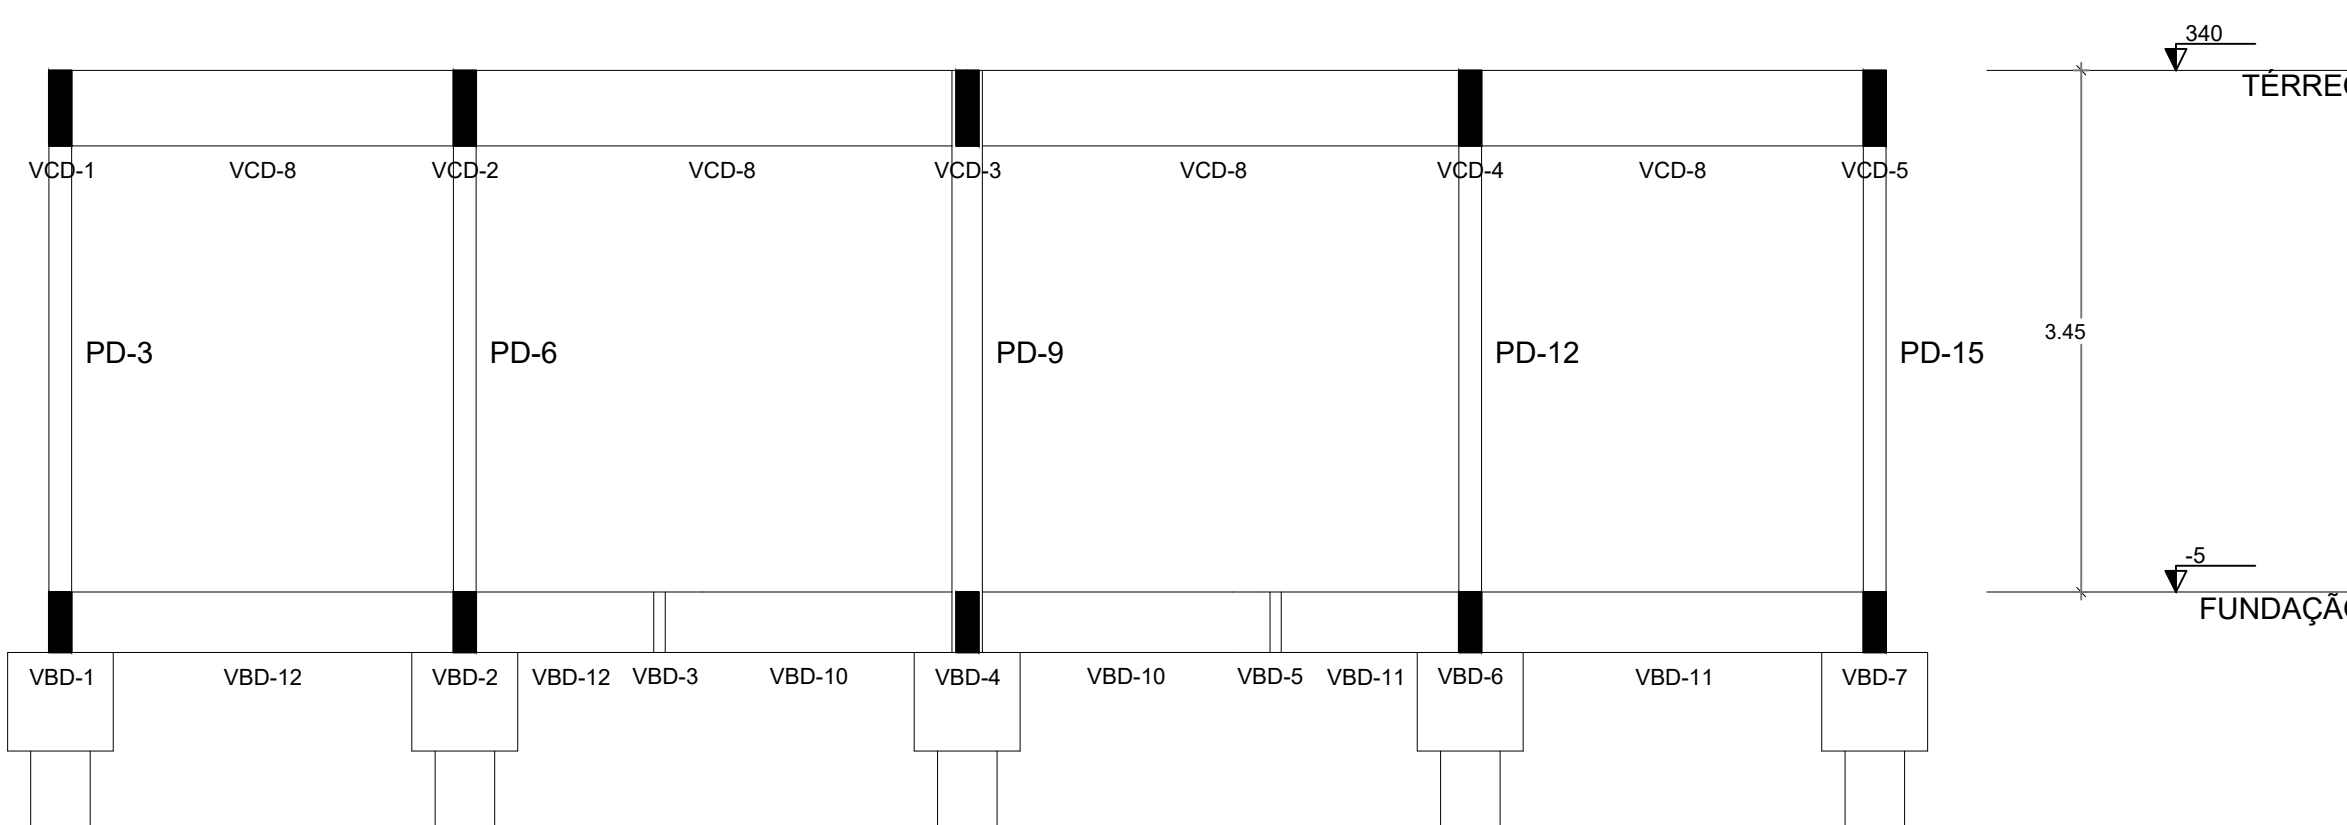 340
TÉRREO
VCD-1 VCD-8 VCD-2 VCD-8 VCD-3 VCD-8 VCD-4 VCD-8 VCD-5
3.45
PD-3 PD-6 PD-9 PD-12 PD-15
-5
FUNDAÇÃO
VBD-1 VBD-12 VBD-2 VBD-12 VBD-3 VBD-10 VBD-4 VBD-10 VBD-5 VBD-11 VBD-6 VBD-11 VBD-7